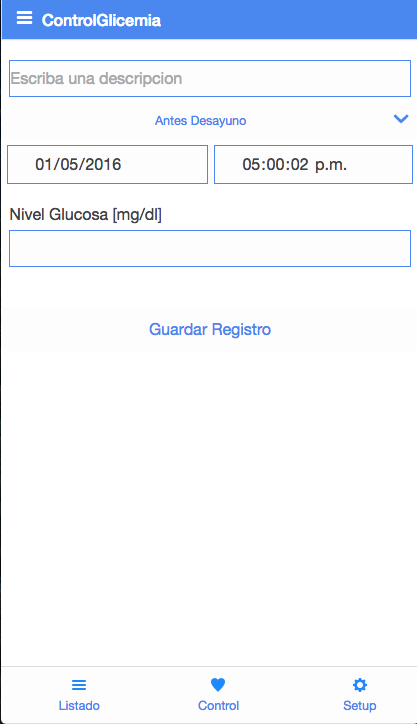 ControlGlicemia
Escriba una descripcion
Antes Desayuno
01/05/2016 05:00:02 p.m.
Nivel Glucosa [mg/dl]
Guardar Registro
Listado Control Setup